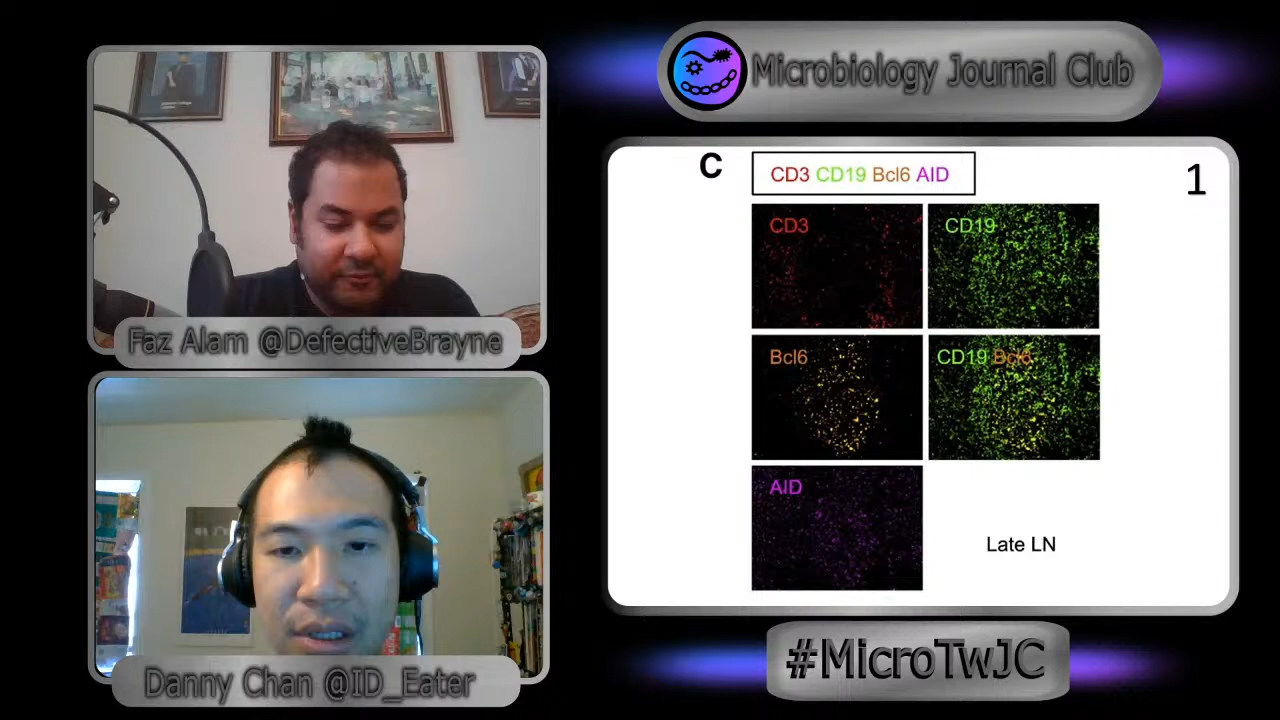 Microbiology Journal Club
C
CD3 CD19 Bcl6 AID
1
CD3
CD19
Bcl6
CD19 Bcl6
AID
Late LN
Faz Alam @DefectiveBrayne
Danny Chan @ID_Eater
#MicroTwJC